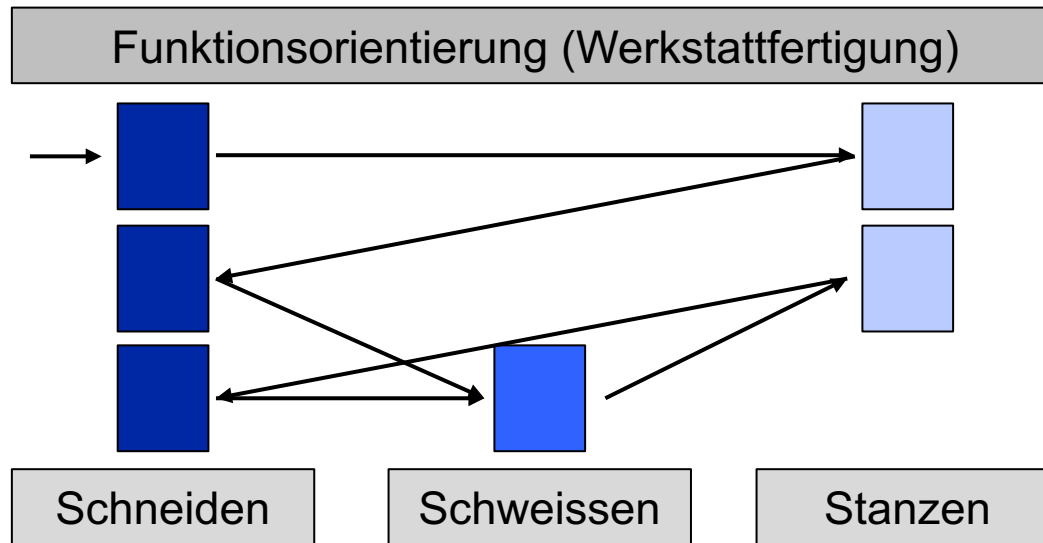 Funktionsorientierung (Werkstattfertigung)
Schneiden
Schweissen
Stanzen